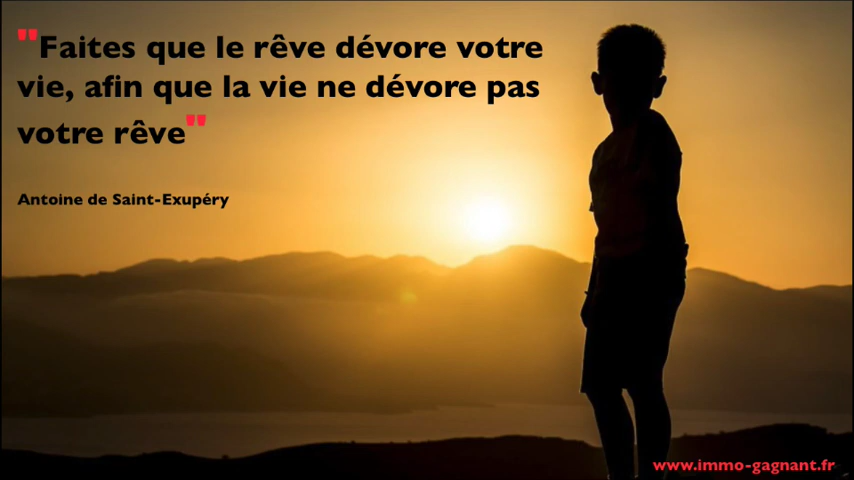 "Faites que le rêve dévore votre
vie, afin que la vie ne dévore pas
votre rêve"
Antoine de Saint-Exupéry
www.immo-gagnant.fr